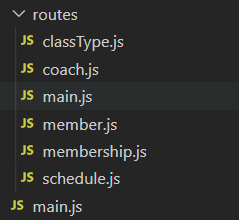 routes
JS classType.js
JS coach.js
JS main.js
JS member.js
JS membership.js
JS schedule.js
JS main.js